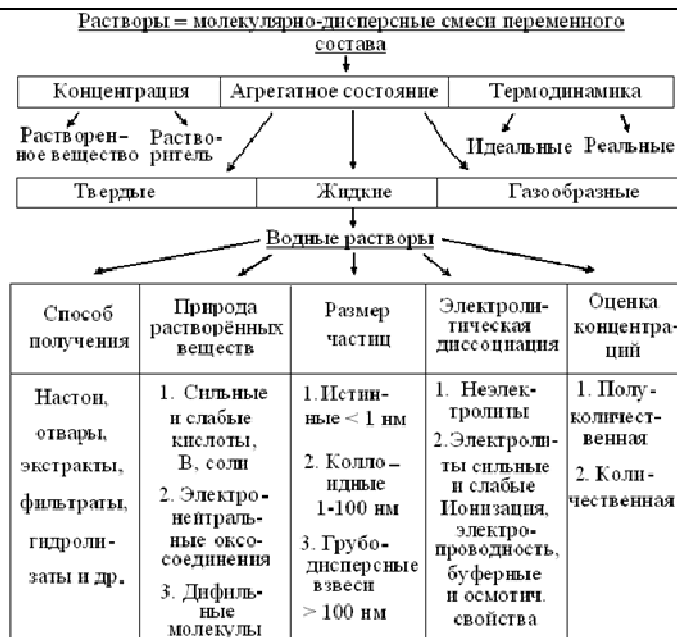 Растворы = молекулярно-дисперсные смеси переменного
состава
Концентрация Агрегатное состояние Термодинамика
Растворен-
ное вещество
Раство-
ритель
Идеальные Реальные
Твердые Жидкие Газообразные
Водные растворы
Способ
получения
Природа
растворённых
веществ
Размер
частиц
Электроли-
тическая
диссоциация
Оценка
концентра-
ций
Настои,
отвары,
экстракты,
фильтраты,
гидроли-
заты и др.
1. Сильные
и слабые
кислоты,
В, соли
2. Электро-
нейтраль-
ные оксо-
соединения
3. Дифиль-
ные
молекулы
1.Истин-
ные < 1 нм
2. Колло–
идные
1-100 нм
3. Грубо-
дисперсные
взвеси
> 100 нм
1. Неэлек-
тролиты
2.Электроли-
ты сильные
и слабые
Ионизация,
электро-
проводность,
буферные
и осмотич.
свойства
1. Полу-
количест-
венная
2. Коли-
чественная